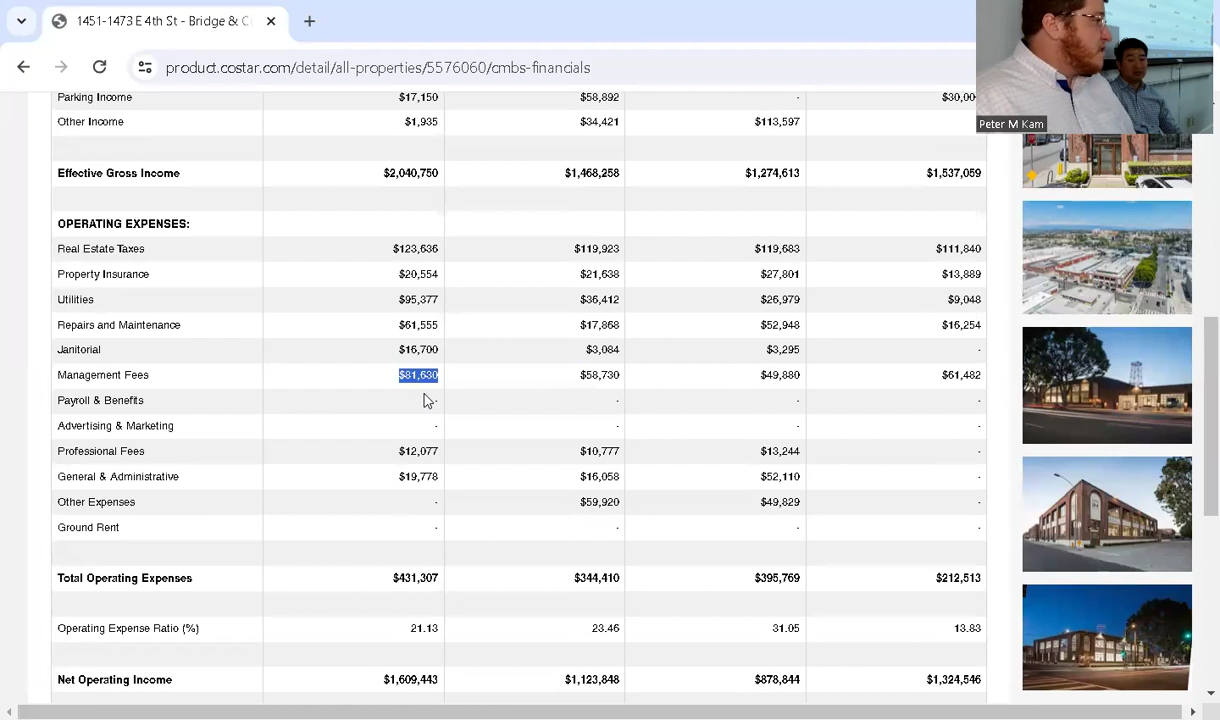 1451-1473 E 4th St - Bridge & C
product.costar.com/detail/all-properties/5576060/cmbs-financials
Peter M Kam
Parking Income $17,150 $58,892 - $30,00
Other Income $1,935 $34,421 $113,597
Effective Gross Income $2,040,750 $1,468,258 $1,274,613 $1,537,059
OPERATING EXPENSES:
Real Estate Taxes $123,636 $119,923 $119,683 $111,840
Property Insurance $20,554 $21,638 $27,801 $13,889
Utilities $95,377 $36,412 $26,979 $9,048
Repairs and Maintenance $61,555 $17,868 $52,948 $16,254
Janitorial $16,700 $3,084 $3,295 -
Management Fees $81,630 $58,730 $49,880 $61,482
Payroll & Benefits - - - -
Advertising & Marketing - - - -
Professional Fees $12,077 $10,777 $13,244 -
General & Administrative $19,778 $16,058 $52,110 -
Other Expenses - $59,920 $49,829 -
Ground Rent - - - -
Total Operating Expenses $431,307 $344,410 $395,769 $212,513
Operating Expense Ratio (%) 21.13 23.46 31.05 13.83
Net Operating Income $1,609,443 $1,123,848 $878,844 $1,324,546